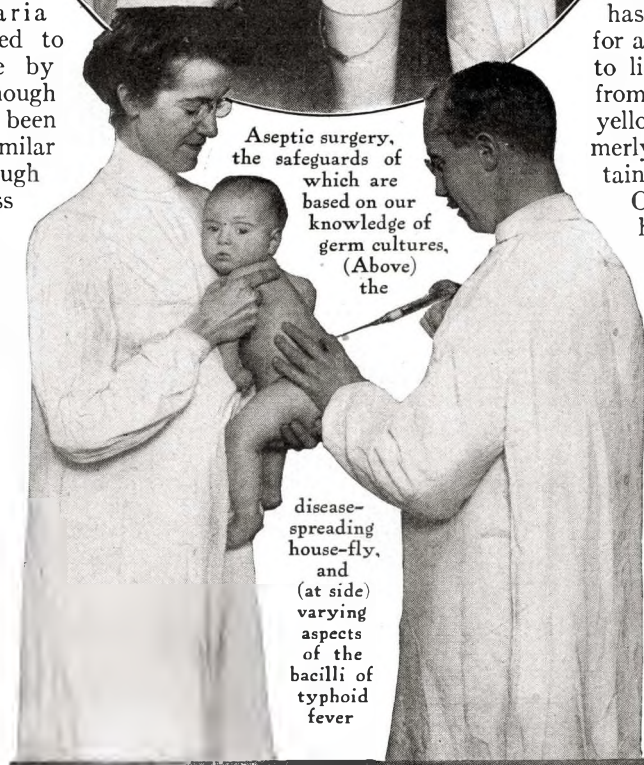 aria
ed to
e by
hough
been
milar
ugh
ss
Aseptic surgery,
the safeguards of
which are
based on our
knowledge of
germ cultures,
(Above)
the
disease-
spreading
house-fly,
and
(at side)
varying
aspects
of the
bacilli of
typhoid
fever
has
for a
to li
from
yello
merly
tain